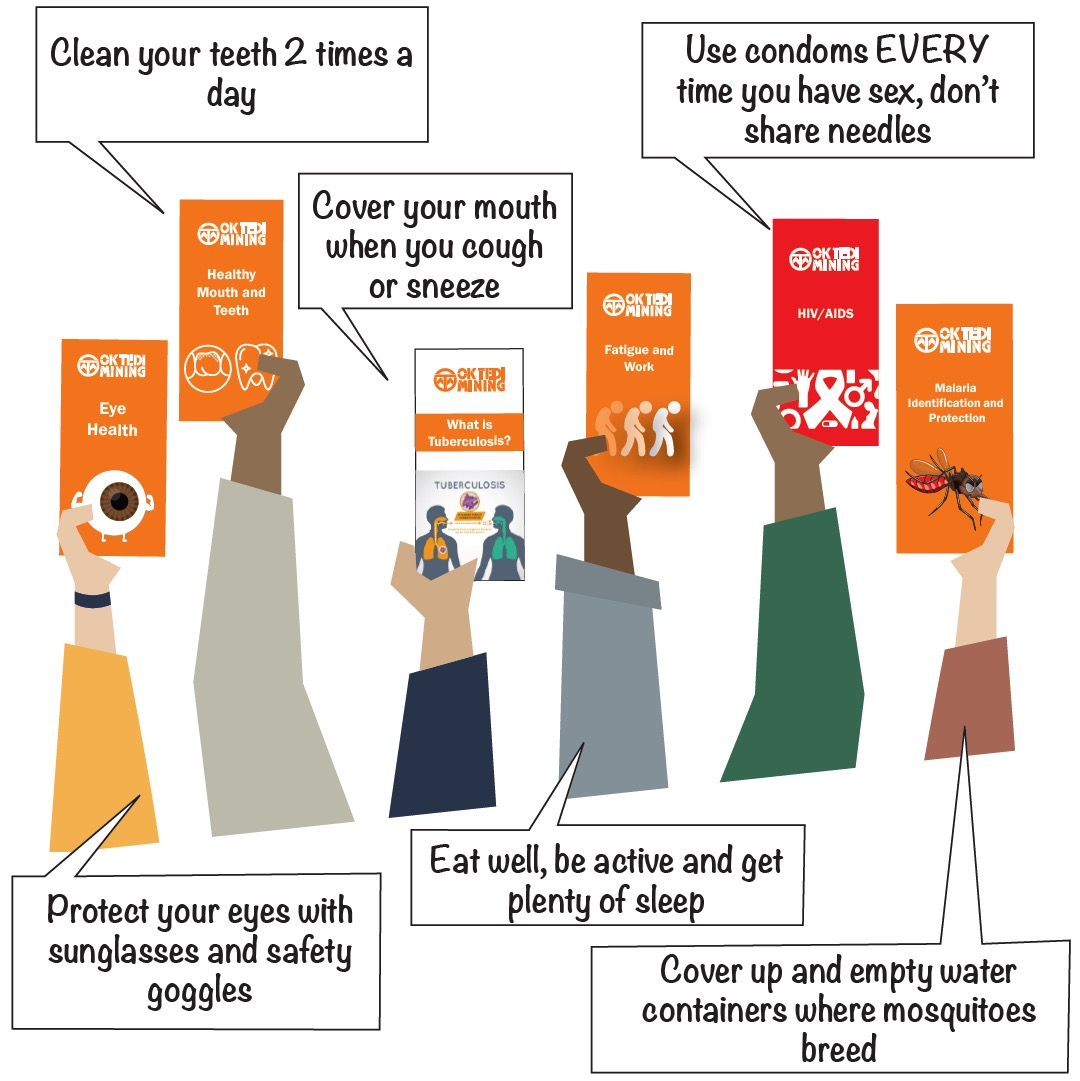 Clean your teeth 2 times a
day
Use condoms EVERY
time you have sex, don't
share needles
Cover your mouth
when you cough
or sneeze
OK TEDI
MINING
Healthy
Mouth and
Teeth
OK TEDI
MINING
HIV/AIDS
OK TEDI
MINING
Fatigue and
Work
OK TEDI
MINING
Malaria
Identification and
Protection
OK TEDI
MINING
Eye
Health
OK TEDI
MINING
What is
Tuberculosis?
TUBERCULOSIS
Eat well, be active and get
plenty of sleep
Protect your eyes with
sunglasses and safety
goggles
Cover up and empty water
containers where mosquitoes
breed